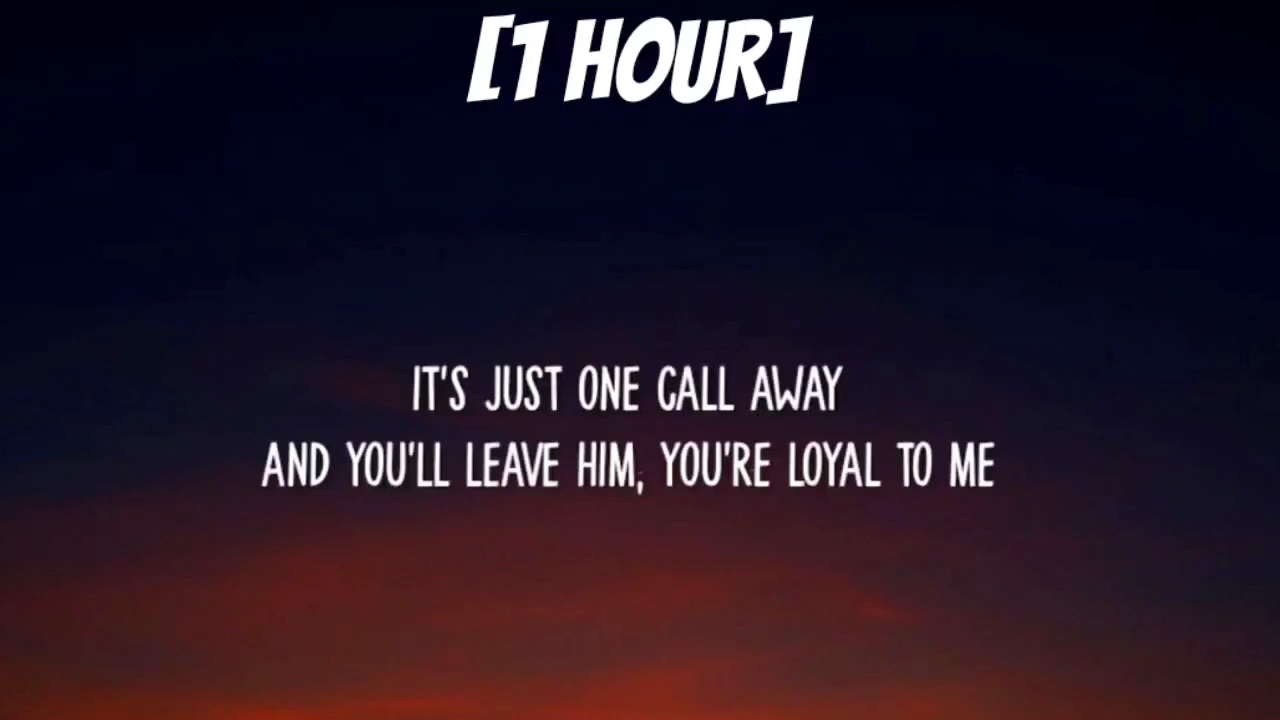 [1 HOUR]
IT'S JUST ONE CALL AWAY
AND YOU'LL LEAVE HIM, YOU'RE LOYAL TO ME